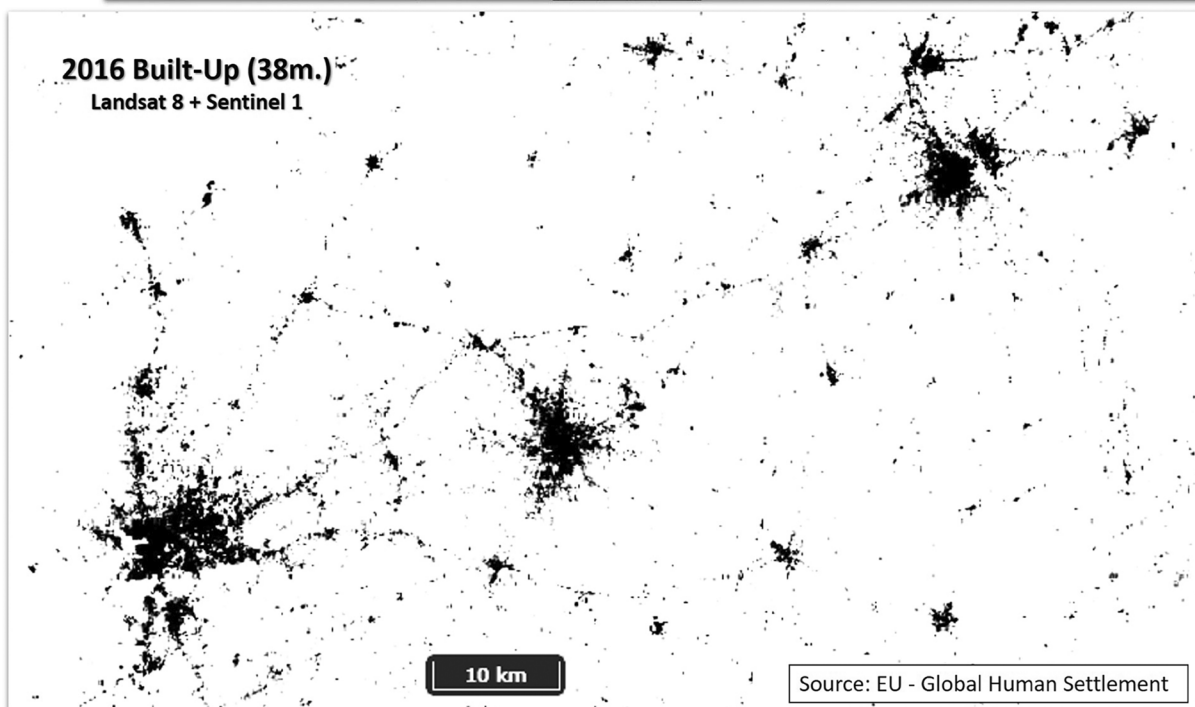 2016 Built-Up (38m.)
Landsat 8 + Sentinel 1
10 km
Source: EU - Global Human Settlement